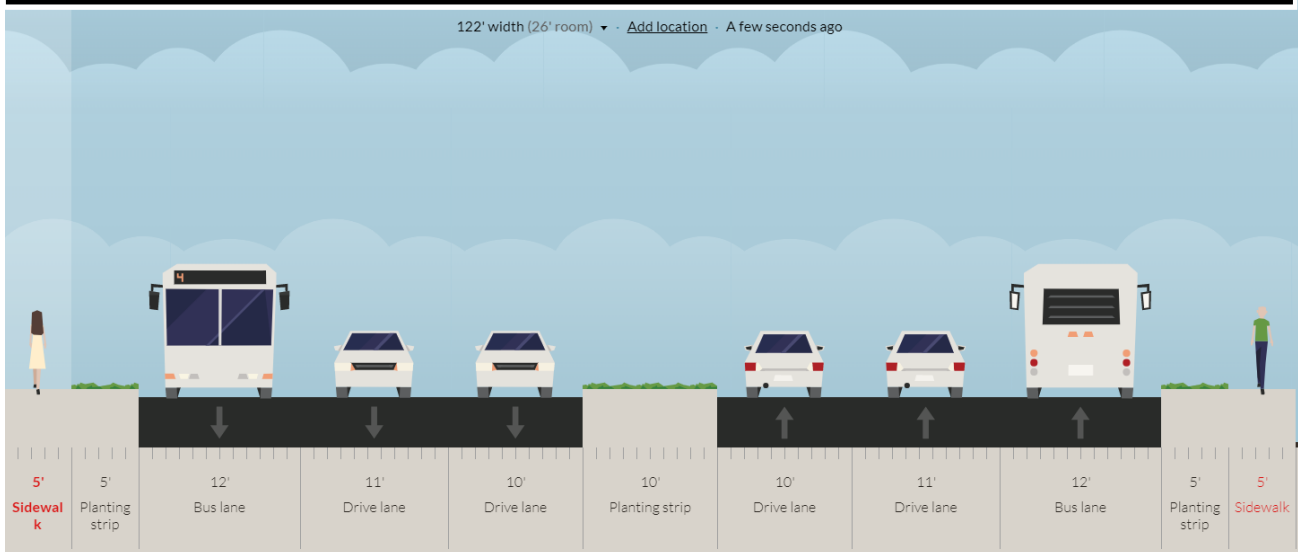 122' width (26' room) ▾ · Add location · A few seconds ago
4
5' 5' 12' 11' 10' 10' 10' 11' 12' 5' 5'
Sidewal Planting Bus lane Drive lane Drive lane Planting strip Drive lane Drive lane Bus lane Planting Sidewalk
k strip strip